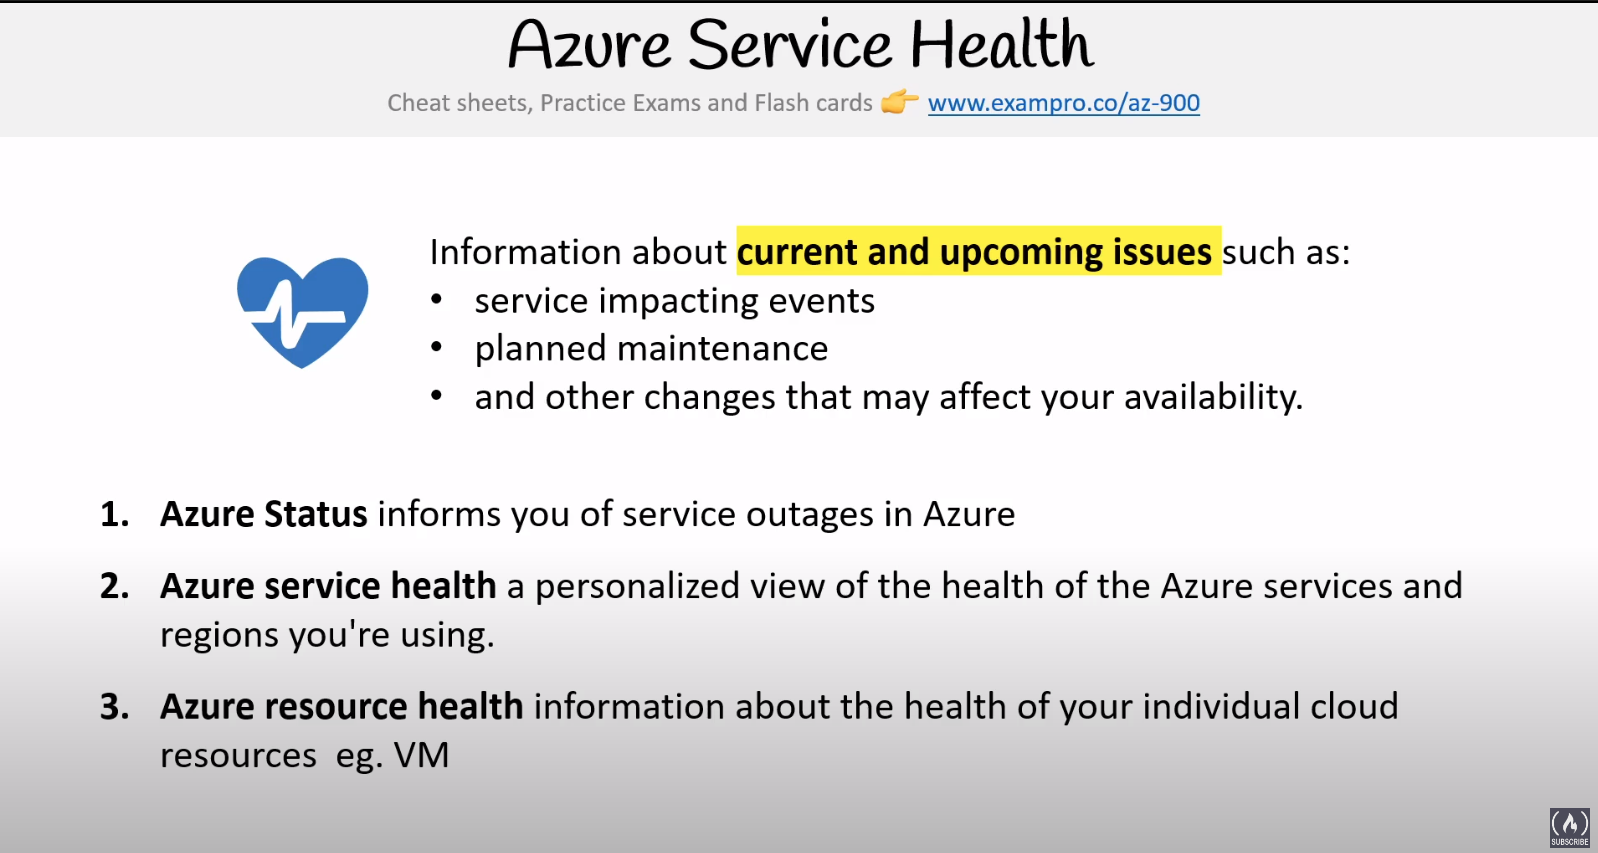 Azure Service Health
Cheat sheets, Practice Exams and Flash cards 👉 www.exampro.co/az-900
Information about current and upcoming issues such as:
• service impacting events
• planned maintenance
• and other changes that may affect your availability.
1. Azure Status informs you of service outages in Azure
2. Azure service health a personalized view of the health of the Azure services and
regions you're using.
3. Azure resource health information about the health of your individual cloud
resources  eg. VM
SUBSCRIBE